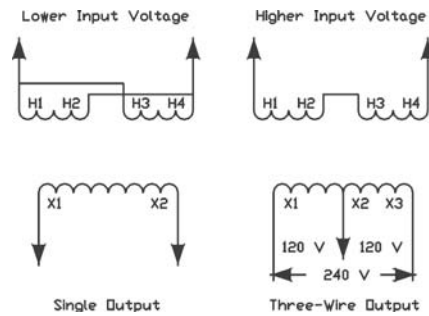 Lower Input Voltage
Higher Input Voltage
H1 H2 H3 H4
H1 H2 H3 H4
X1 X2
X1 X2 X3
120 V 120 V
240 V
Single Output
Three-Wire Output